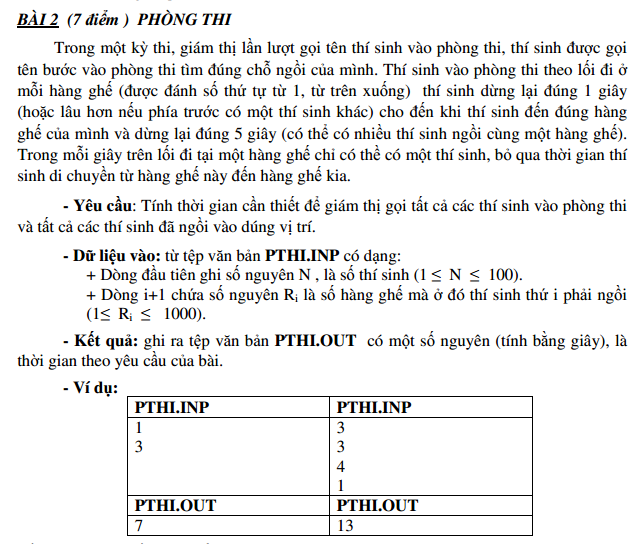 BÀI 2 (7 điểm ) PHÒNG THI
Trong một kỳ thi, giám thị lần lượt gọi tên thí sinh vào phòng thi, thí sinh được gọi
tên bước vào phòng thi tìm đúng chỗ ngồi của mình. Thí sinh vào phòng thi theo lối đi ở
mỗi hàng ghế (được đánh số thứ tự từ 1, từ trên xuống) thí sinh dừng lại đúng 1 giây
(hoặc lâu hơn nếu phía trước có một thí sinh khác) cho đến khi thí sinh đến đúng hàng
ghế của mình và dừng lại đúng 5 giây (có thể có nhiều thí sinh ngồi cùng một hàng ghế).
Trong mỗi giây trên lối đi tại một hàng ghế chỉ có thể có một thí sinh, bỏ qua thời gian thí
sinh di chuyển từ hàng ghế này đến hàng ghế kia.
- Yêu cầu: Tính thời gian cần thiết để giám thị gọi tất cả các thí sinh vào phòng thi
và tất cả các thí sinh đã ngồi vào dúng vị trí.
- Dữ liệu vào: từ tệp văn bản PTHI.INP có dạng:
+ Dòng đầu tiên ghi số nguyên N , là số thí sinh (1 ≤ N ≤ 100).
+ Dòng i+1 chứa số nguyên Ri là số hàng ghế mà ở đó thí sinh thứ i phải ngồi
(1≤ Ri ≤ 1000).
- Kết quả: ghi ra tệp văn bản PTHI.OUT có một số nguyên (tính bằng giây), là
thời gian theo yêu cầu của bài.
- Ví dụ:
PTHI.INP PTHI.INP
1 3
3 3
4
1
PTHI.OUT PTHI.OUT
7 13